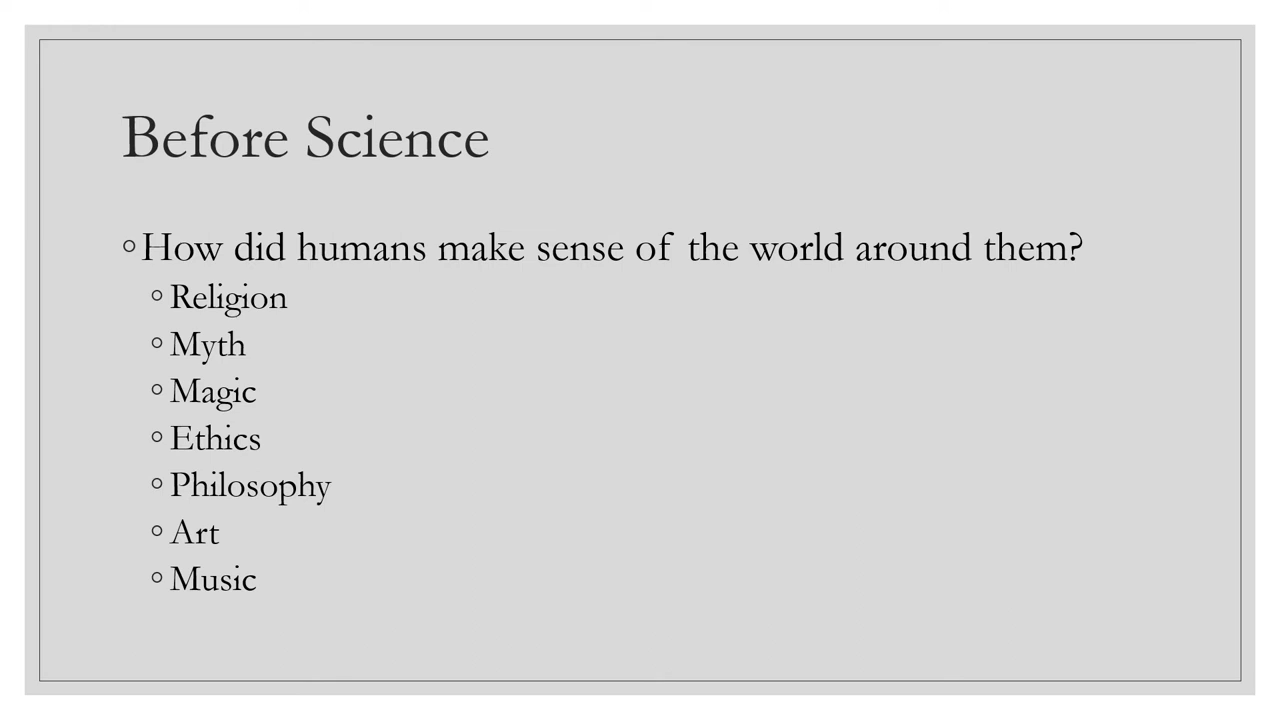 Before Science
◦How did humans make sense of the world around them?
◦Religion
◦Myth
◦Magic
◦Ethics
◦Philosophy
◦Art
◦Music